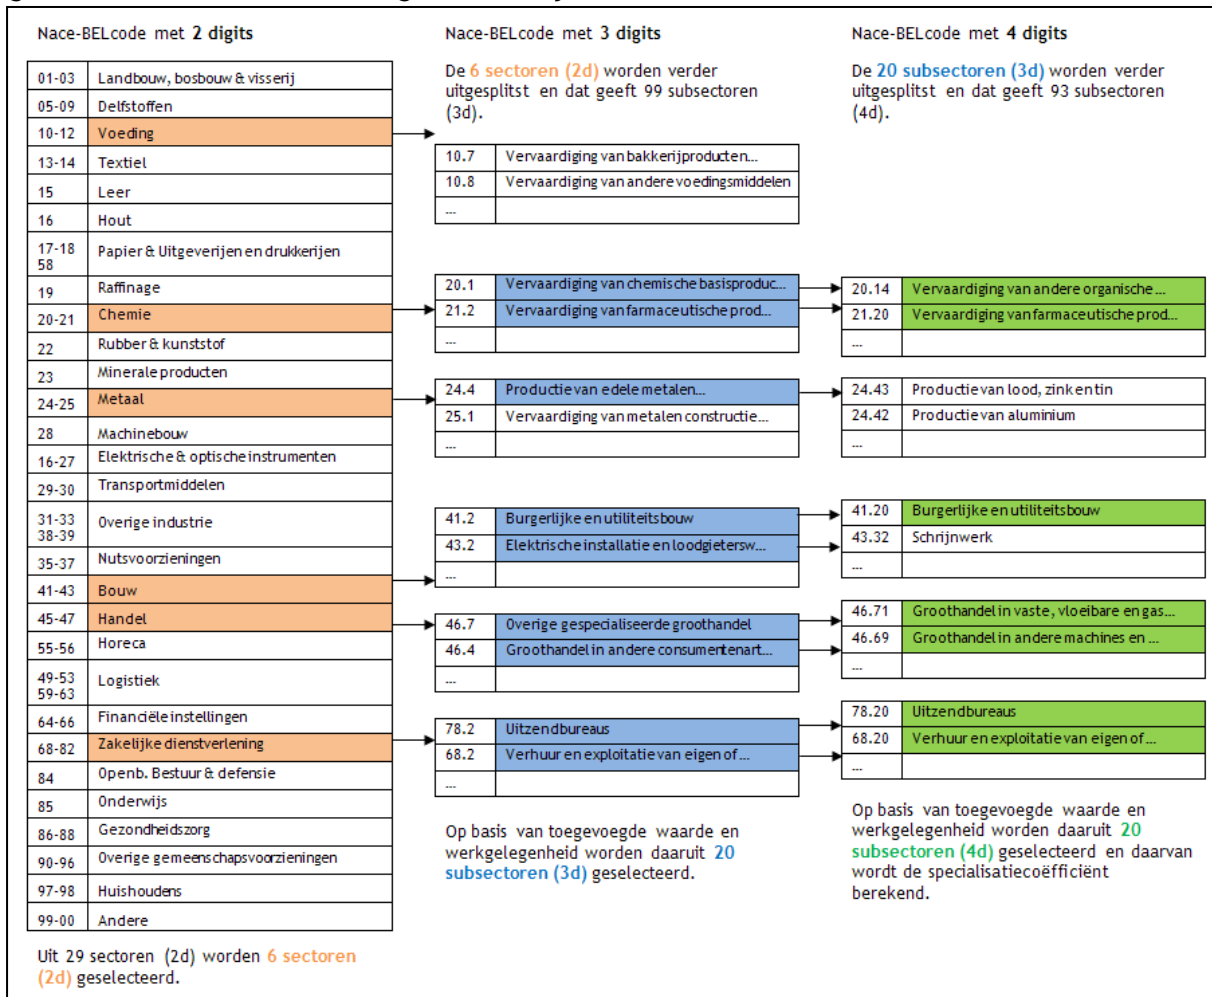 Nace-BELcode met 2 digits
01-03 Landbouw, bosbouw & visserij
05-09 Delfstoffen
10-12 Voeding
13-14 Textiel
15 Leer
16 Hout
17-18
58
Papier & Uitgeverijen en drukkerijen
19 Raffinage
20-21 Chemie
22 Rubber & kunststof
23 Minerale producten
24-25 Metaal
28 Machinebouw
16-27 Elektrische & optische instrumenten
29-30 Transportmiddelen
31-33
38-39
Overige industrie
35-37 Nutsvoorzieningen
41-43 Bouw
45-47 Handel
55-56 Horeca
49-53
59-63
Logistiek
64-66 Financiële instellingen
68-82 Zakelijke dienstverlening
84 Openb. Bestuur & defensie
85 Onderwijs
86-88 Gezondheidszorg
90-96 Overige gemeenschapsvoorzieningen
97-98 Huishoudens
99-00 Andere
Uit 29 sectoren (2d) worden 6 sectoren
(2d) geselecteerd.
Nace-BELcode met 3 digits
De 6 sectoren (2d) worden verder
uitgesplitst en dat geeft 99 subsectoren
(3d).
10.7 Vervaardiging van bakkerijproducten...
10.8 Vervaardiging van andere voedingsmiddelen
...
20.1 Vervaardiging van chemische basisproduc...
21.2 Vervaardiging van farmaceutische prod...
...
24.4 Productie van edele metalen...
25.1 Vervaardiging van metalen constructie...
...
41.2 Burgerlijke en utiliteitsbouw
43.2 Elektrische installatie en loodgietersw...
...
46.7 Overige gespecialiseerde groothandel
46.4 Groothandel in andere consumentenart...
...
78.2 Uitzendbureaus
68.2 Verhuur en exploitatie van eigen of ...
...
Op basis van toegevoegde waarde en
werkgelegenheid worden daaruit 20
subsectoren (3d) geselecteerd.
Nace-BELcode met 4 digits
De 20 subsectoren (3d) worden verder
uitgesplitst en dat geeft 93 subsectoren
(4d).
20.14 Vervaardiging van andere organische ...
21.20 Vervaardiging van farmaceutische prod...
...
24.43 Productie van lood, zink en tin
24.42 Productie van aluminium
...
41.20 Burgerlijke en utiliteitsbouw
43.32 Schrijnwerk
...
46.71 Groothandel in vaste, vloeibare en gas...
46.69 Groothandel in andere machines en ...
...
78.20 Uitzendbureaus
68.20 Verhuur en exploitatie van eigen of ...
...
Op basis van toegevoegde waarde en
werkgelegenheid worden daaruit 20
subsectoren (4d) geselecteerd en daarvan
wordt de specialisatiecoëfficiënt
berekend.